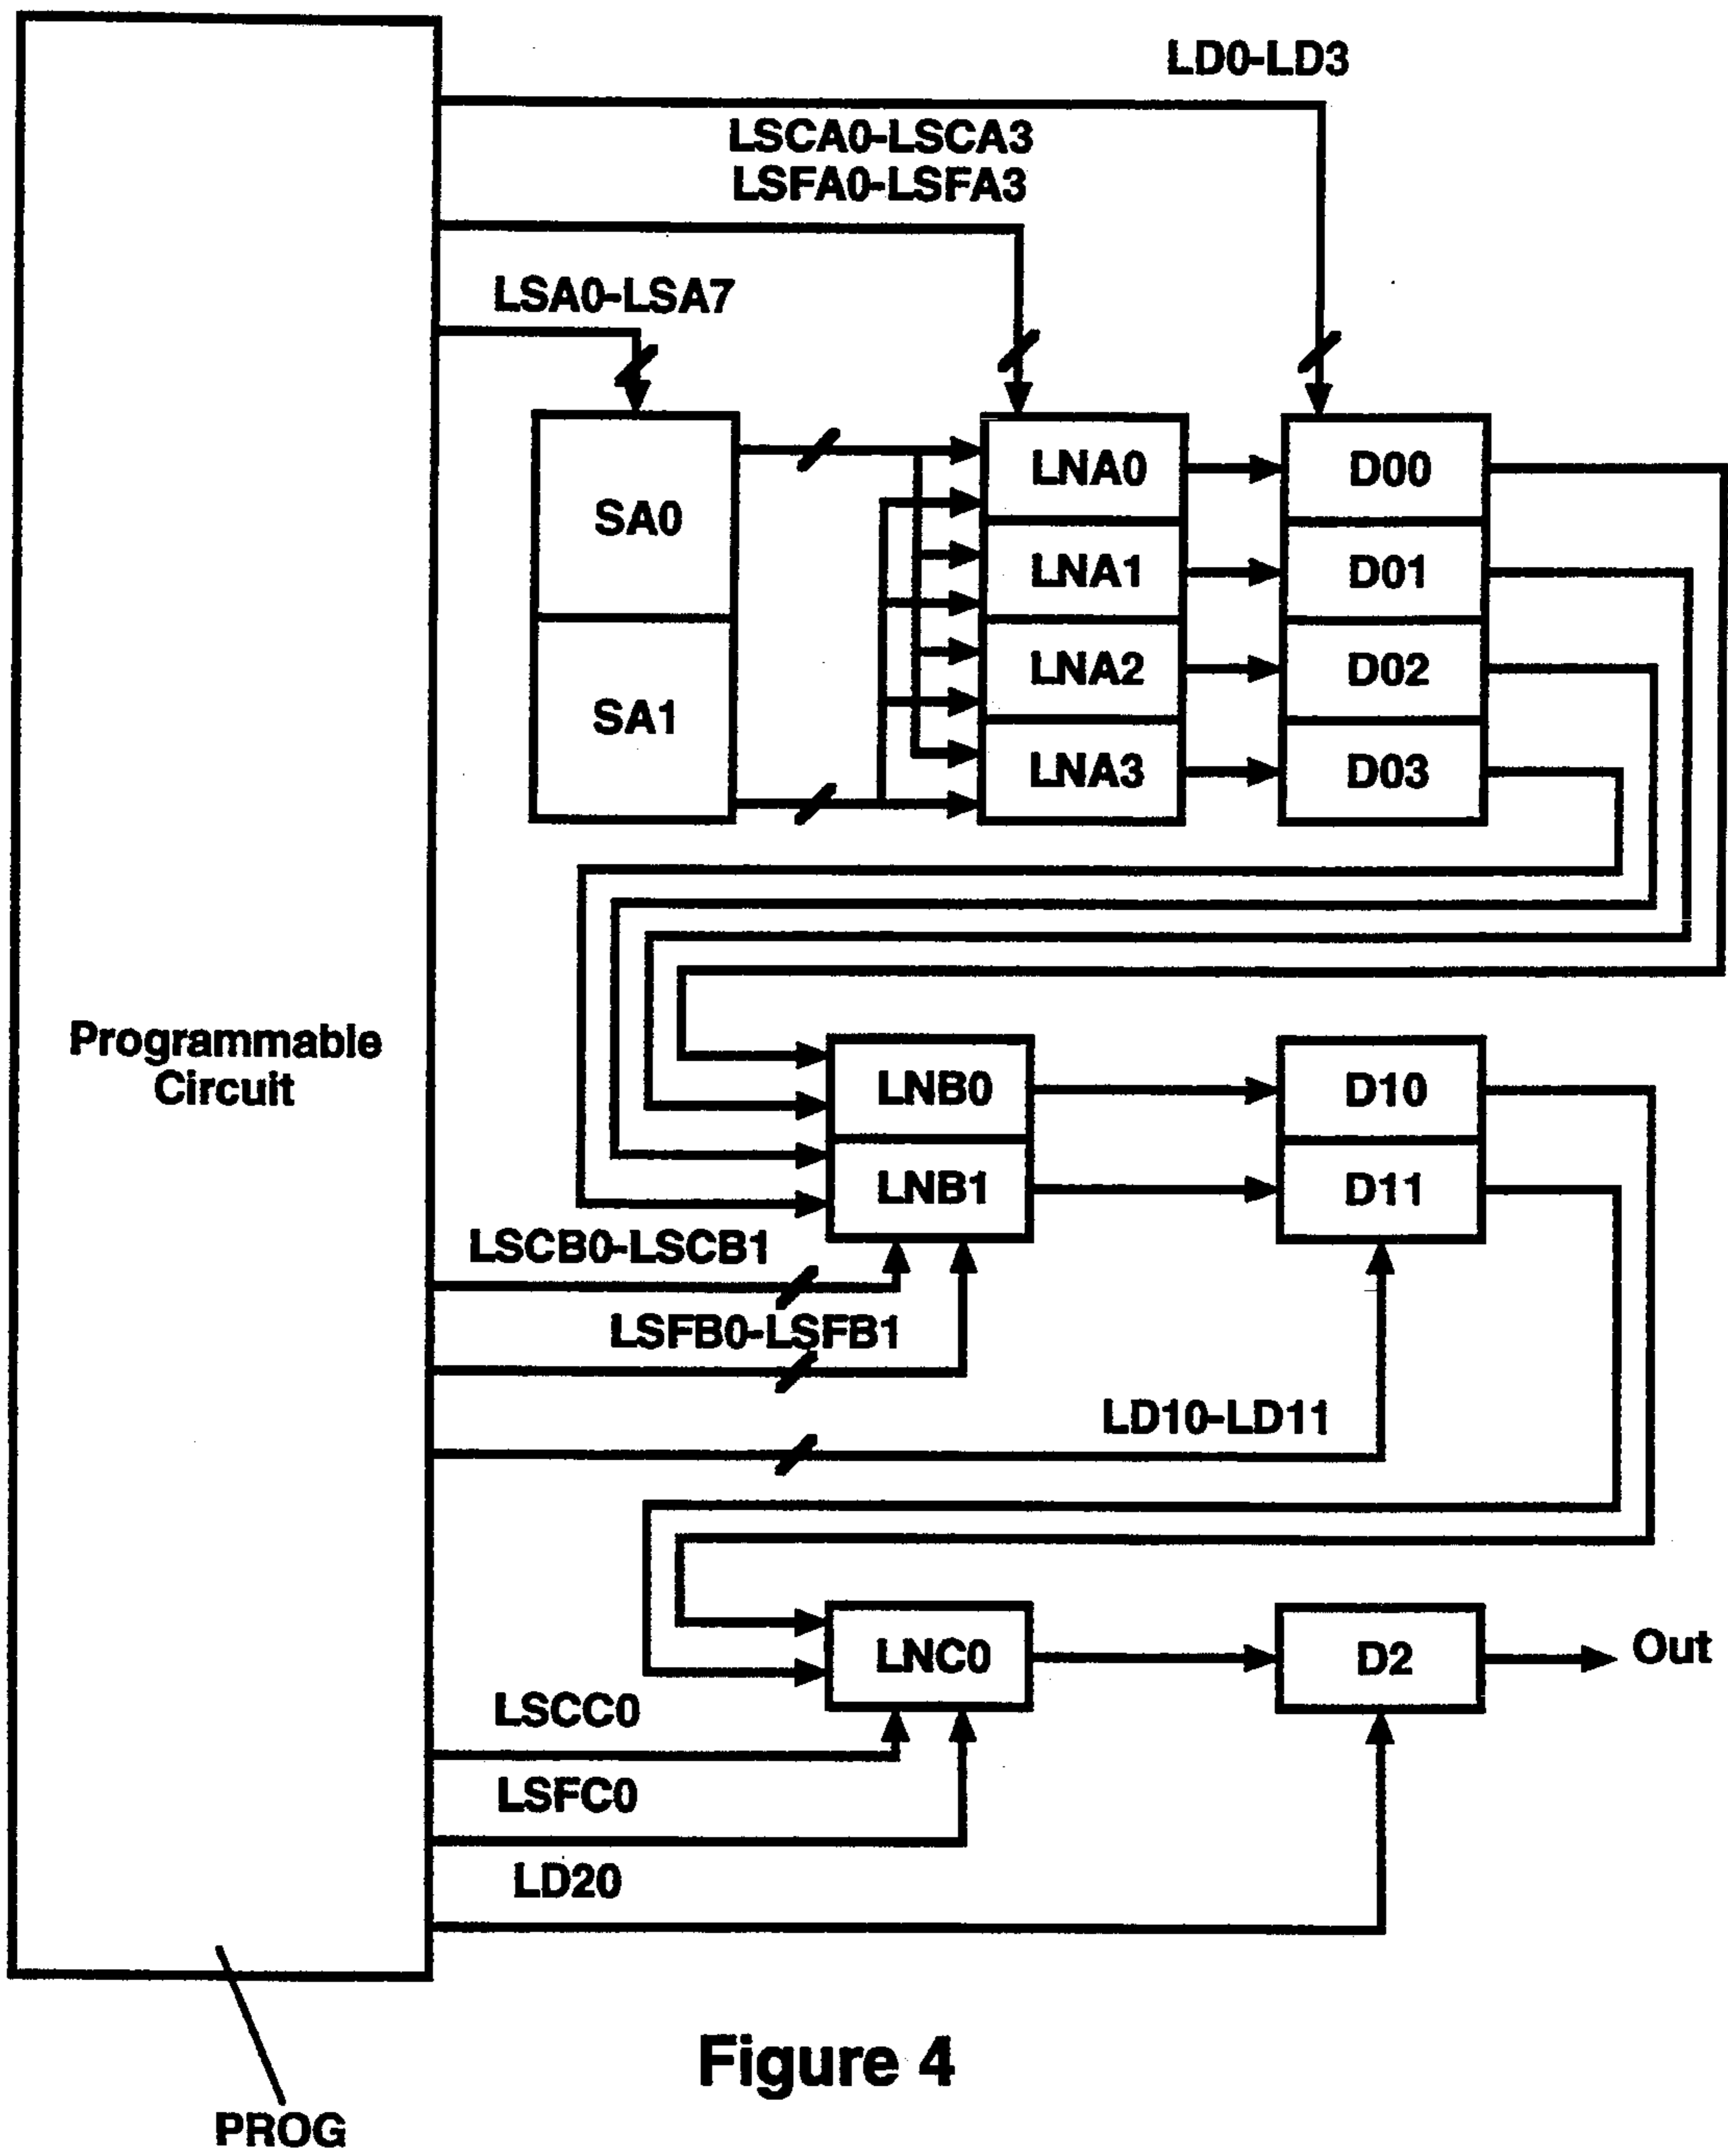 LD0-LD3
LSCA0-LSCA3
LSFA0-LSFA3
LSA0-LSA7
SA0
SA1
LNA0
LNA1
LNA2
LNA3
D00
D01
D02
D03
Programmable
Circuit
LNB0
LNB1
D10
D11
LSCB0-LSCB1
LSFB0-LSFB1
LD10-LD11
LNC0
D2
Out
LSCC0
LSFC0
LD20
Figure 4
PROG